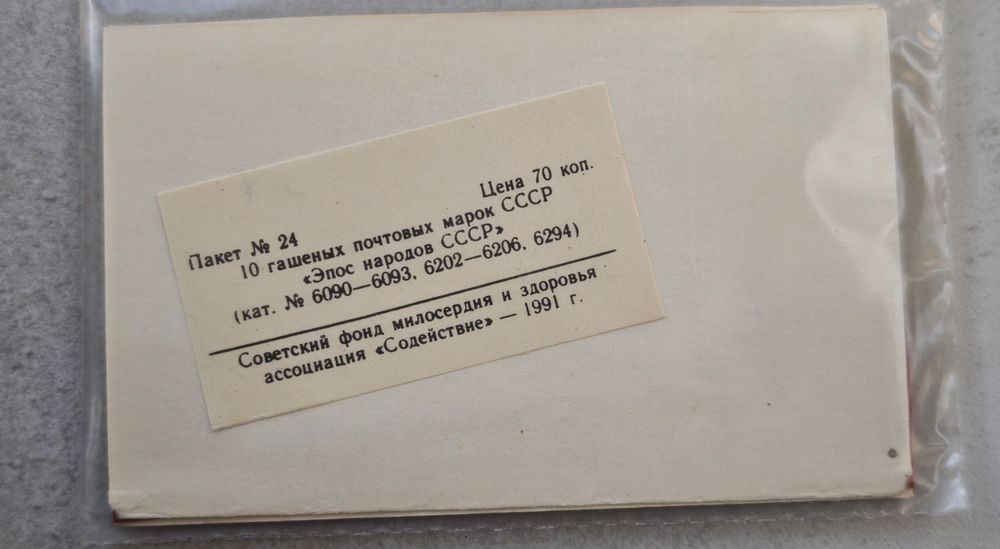 Цена 70 коп.
Пакет № 24
10 гашеных почтовых марок СССР
«Эпос народов СССР»
(кат. № 6090—6093, 6202—6206, 6294)
Советский фонд милосердия и здоровья
ассоциация «Содействие» — 1991 г.